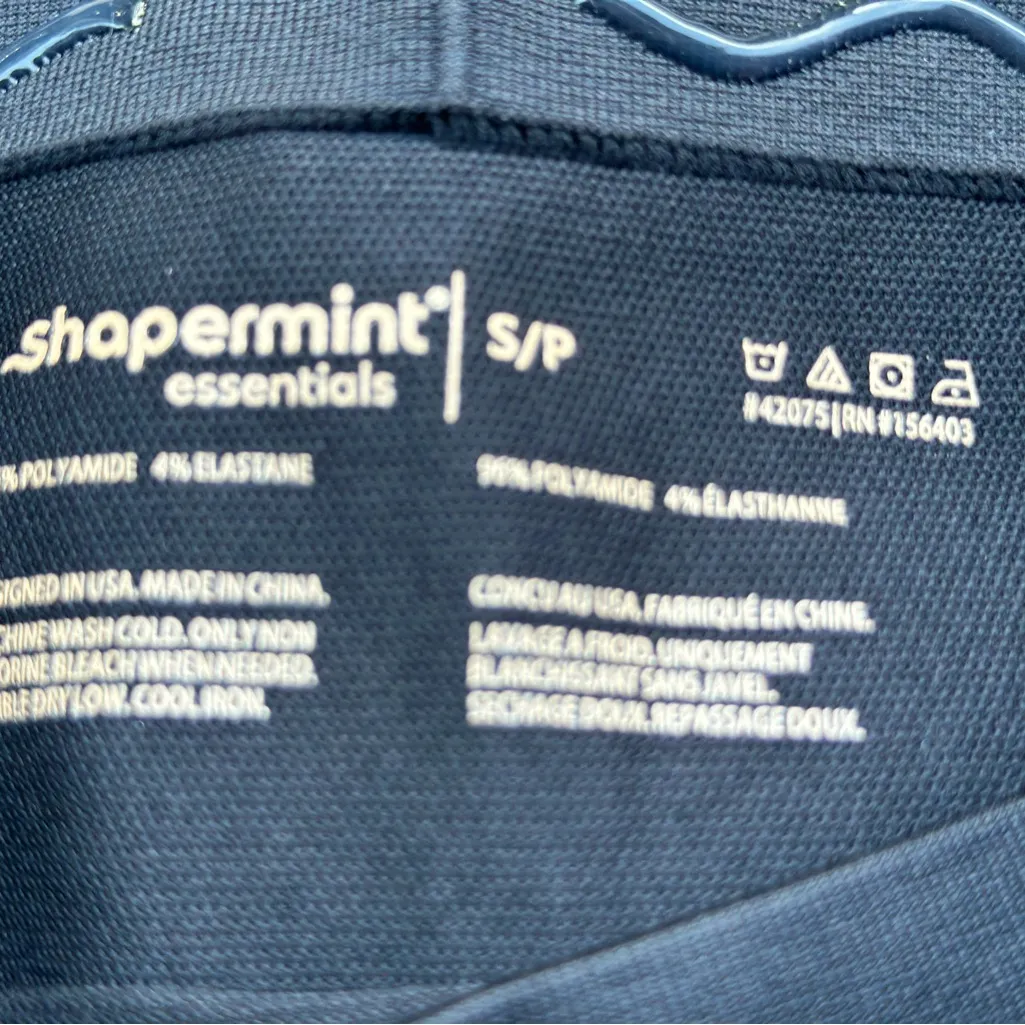 shapermint®
essentials
S/P
#42075|RN #156403
% POLYAMIDE 4% ELASTANE
96% POLYAMIDE 4% ÉLASTHANNE
SIGNED IN USA. MADE IN CHINA.
CHINE WASH COLD. ONLY NON
ORINE BLEACH WHEN NEEDED.
BLE DRY LOW. COOL IRON.
CONCU AU USA. FABRIQUÉ EN CHINE.
LAVAGE A FROID. UNIQUEMENT
BLANCHISSANT SANS JAVEL.
SECHAGE DOUX. REPASSAGE DOUX.